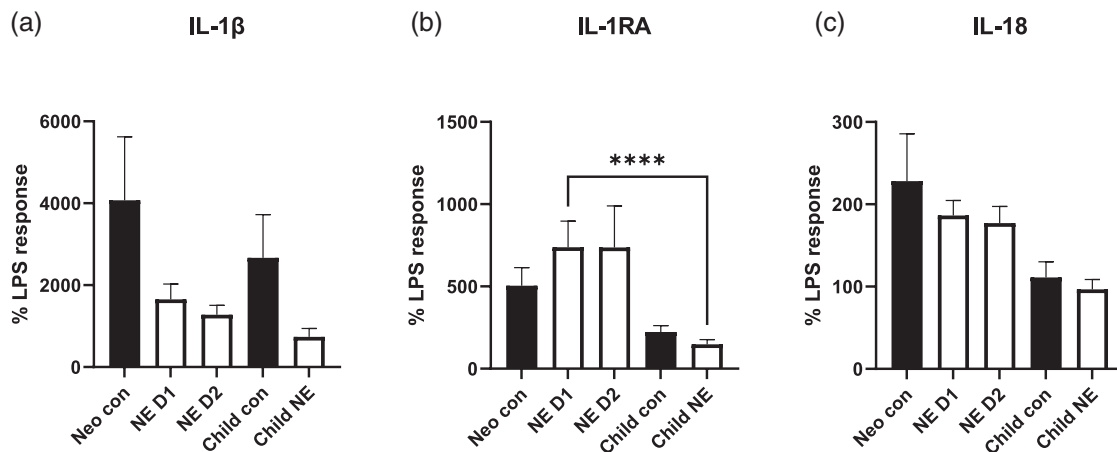 (a) IL-1β
% LPS response
6000
4000
2000
0
Neo con
NE D1
NE D2
Child con
Child NE
(b) IL-1RA
% LPS response
1500
1000
500
0
****
Neo con
NE D1
NE D2
Child con
Child NE
(c) IL-18
% LPS response
300
200
100
0
Neo con
NE D1
NE D2
Child con
Child NE